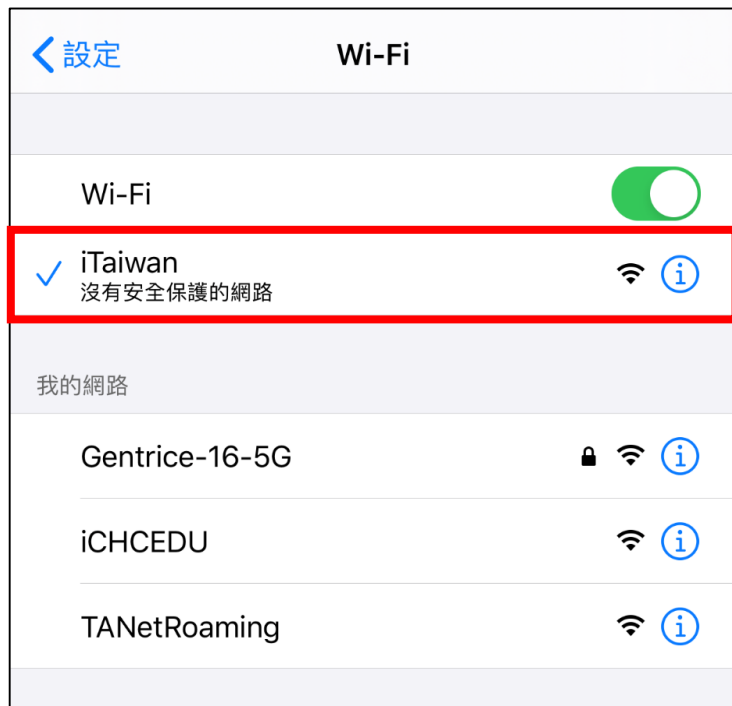 設定
Wi-Fi
Wi-Fi
iTaiwan
沒有安全保護的網路
我的網路
Gentrice-16-5G
iCHCEDU
TANetRoaming